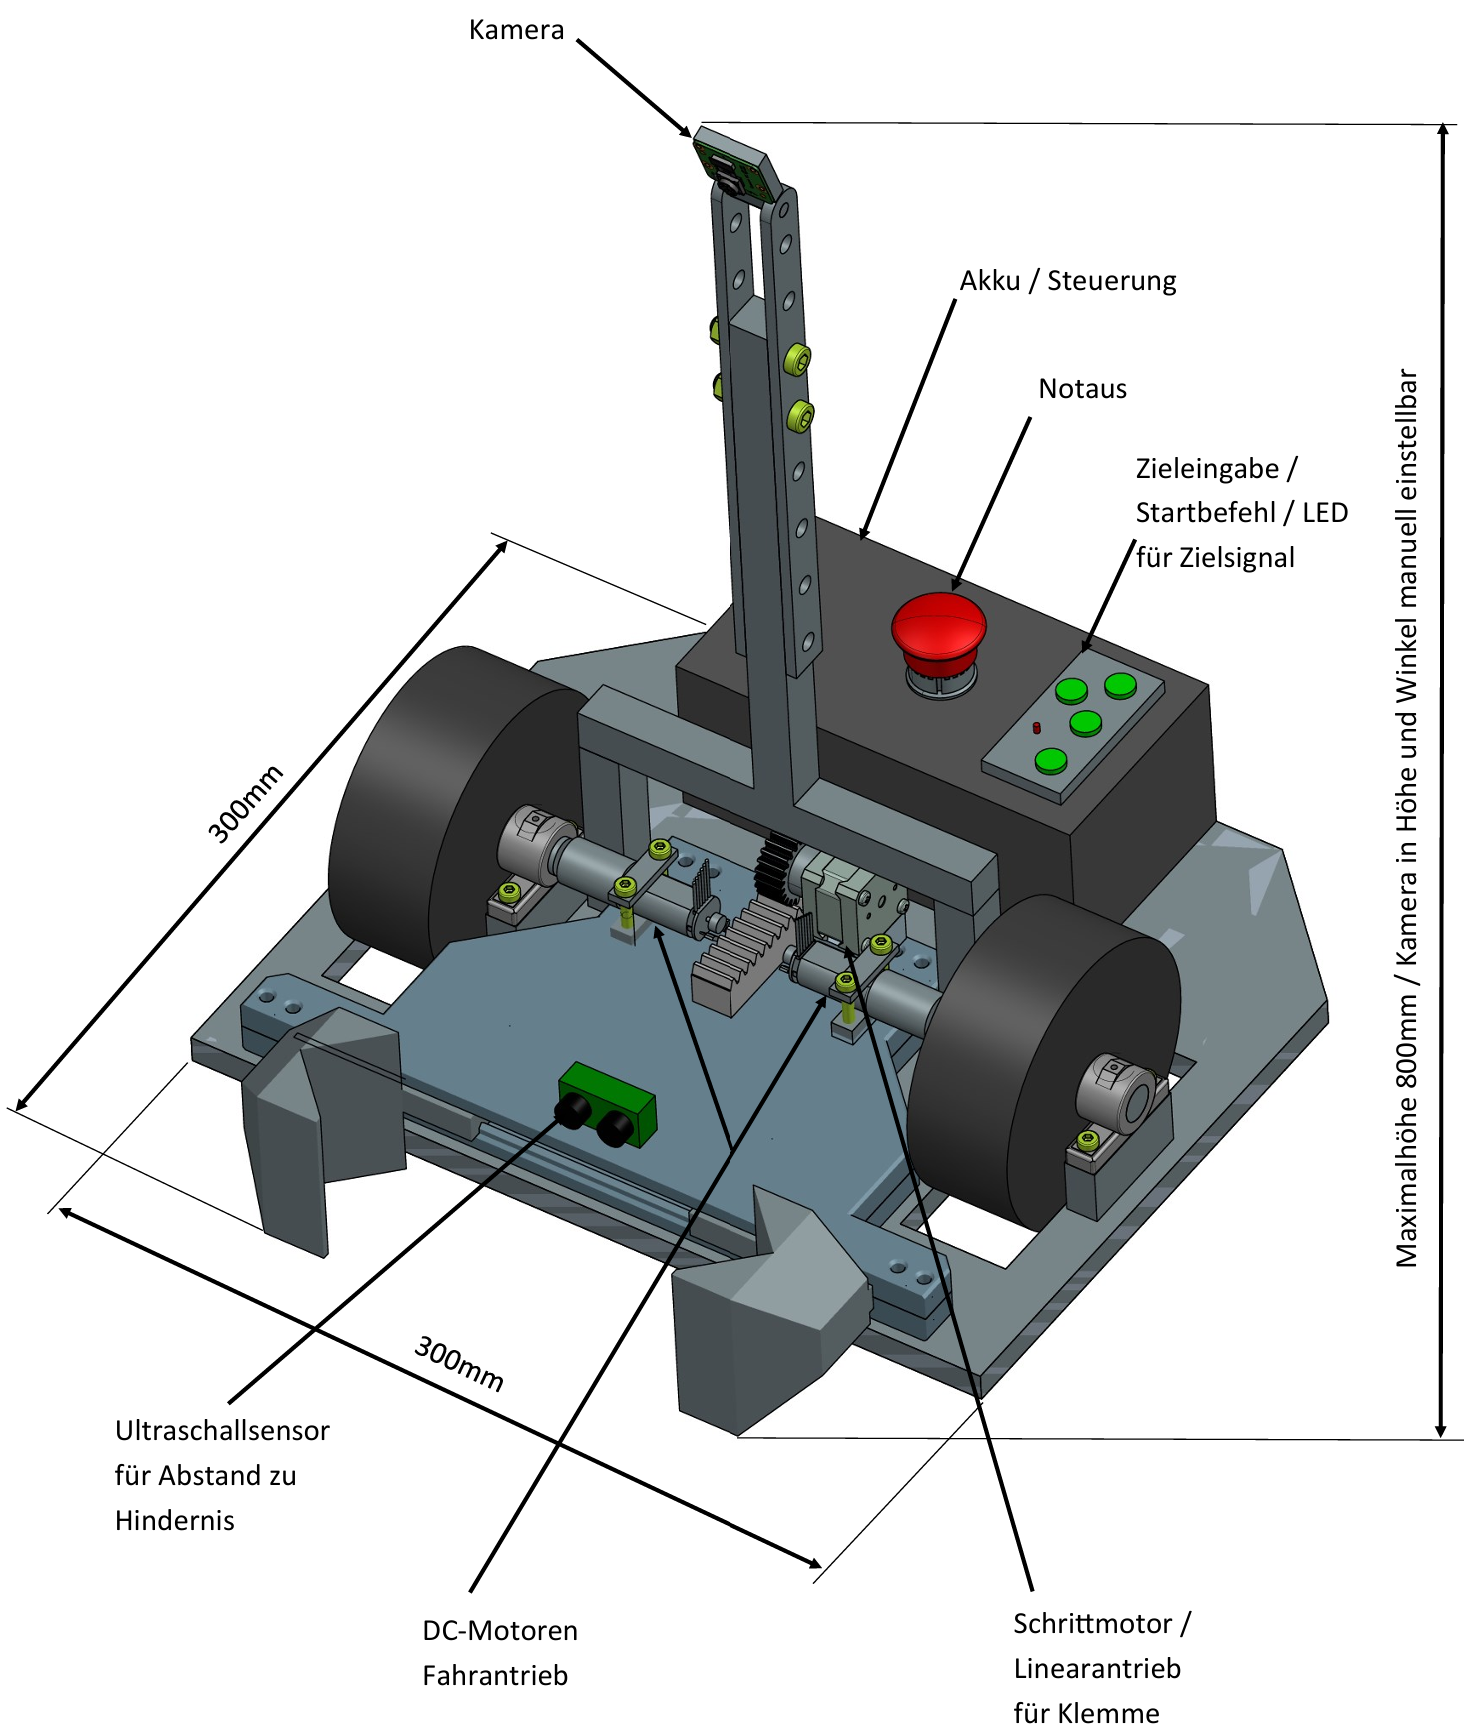 Kamera
Akku / Steuerung
Notaus
Zieleingabe /
Startbefehl / LED
für Zielsignal
Maximalhöhe 800mm / Kamera in Höhe und Winkel manuell einstellbar
300mm
300mm
Ultraschallsensor
für Abstand zu
Hindernis
DC-Motoren
Fahrantrieb
Schrittmotor /
Linearantrieb
für Klemme